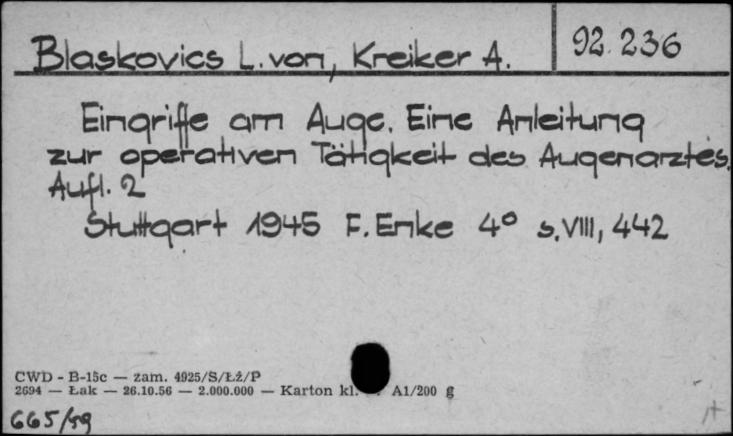 Blaskovics L. von, Kreiker A.
92.236
Eingriffe am Auge. Eine Anleitung
zur operativen Tätigkeit des Augenarztes.
Aufl. 2
Stuttgart 1945 F. Enke 4° s. VIII, 442
CWD - B-15c — zam. 4925/S/Łż/P
2694 — Łak — 26.10.56 — 2.000.000 — Karton kl. A1/200 g
665/59